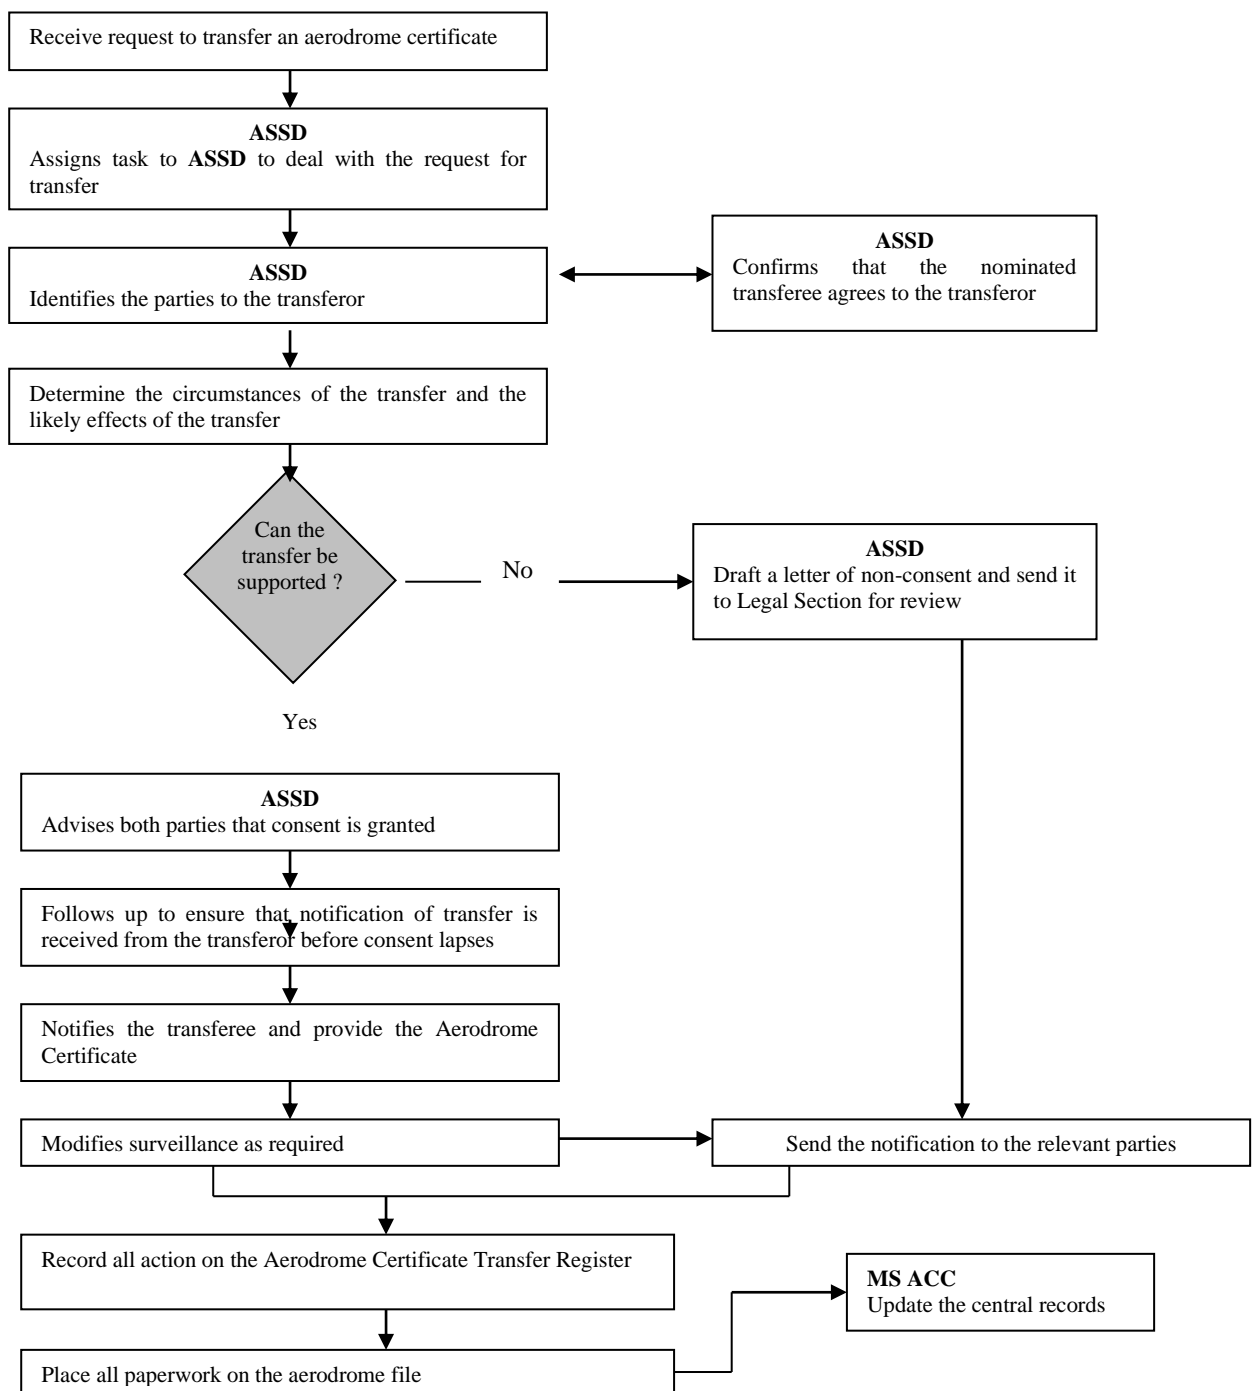 Receive request to transfer an aerodrome certificate
ASSD
Assigns task to ASSD to deal with the request for
transfer
ASSD
Identifies the parties to the transferor
ASSD
Confirms that the nominated
transferee agrees to the transferor
Determine the circumstances of the transfer and the
likely effects of the transfer
Can the
transfer be
supported ?
No
ASSD
Draft a letter of non-consent and send it
to Legal Section for review
Yes
ASSD
Advises both parties that consent is granted
Follows up to ensure that notification of transfer is
received from the transferor before consent lapses
Notifies the transferee and provide the Aerodrome
Certificate
Modifies surveillance as required
Send the notification to the relevant parties
Record all action on the Aerodrome Certificate Transfer Register
MS ACC
Update the central records
Place all paperwork on the aerodrome file